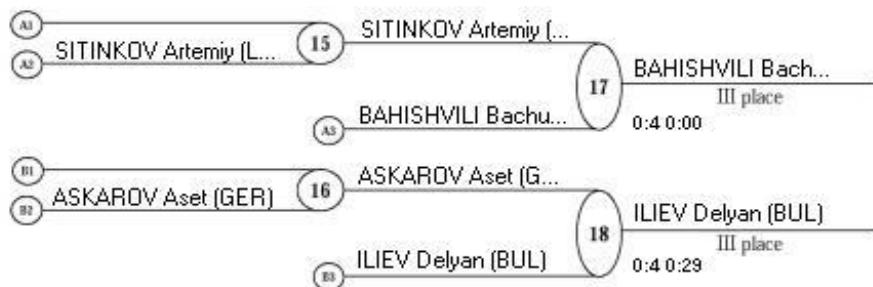 A1
SITINKOV Artemiy (L...
A2
15
SITINKOV Artemiy (...
BAHISHVILI Bachu...
A3
17
BAHISHVILI Bach...
III place
0:4 0:00
B1
ASKAROV Aset (GER)
B2
16
ASKAROV Aset (G...
ILIEV Delyan (BUL)
B3
18
ILIEV Delyan (BUL)
III place
0:4 0:29